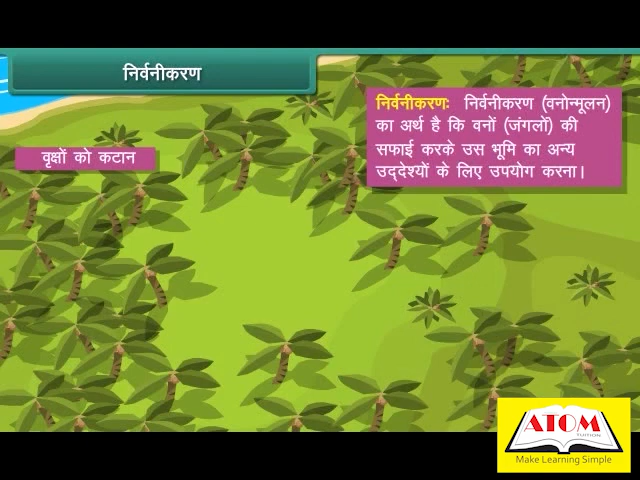 निर्वनीकरण
निर्वनीकरणः निर्वनीकरण (वनोन्मूलन)
का अर्थ है कि वनों (जंगलों) की
सफाई करके उस भूमि का अन्य
उद्देश्यों के लिए उपयोग करना।
वृक्षों को कटान
ATOM
TUITION
Make Learning Simple